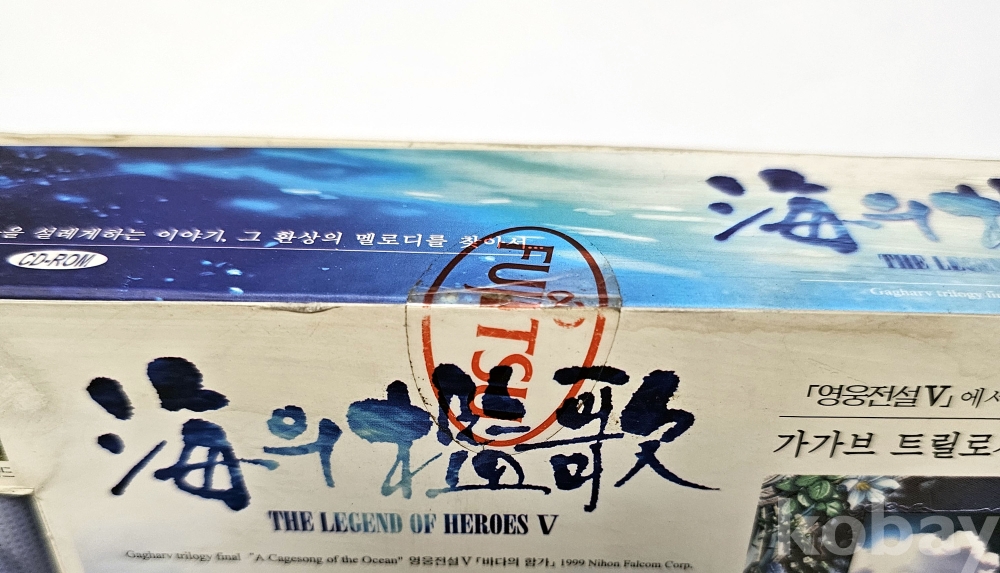 을 설레게하는 이야기. 그 환상의 멜로디를 찾아서...
CD-ROM
海의
THE
Gagharv trilogy
FUJITSU
海의檻歌
THE LEGEND OF HEROES V
Gagharv trilogy final "A Cagesong of the Ocean" 영웅전설Ⅴ「바다의 함가」 1999 Nihon Falcom Corp.
「영웅전설 V」에서
가가브 트릴로
kobay